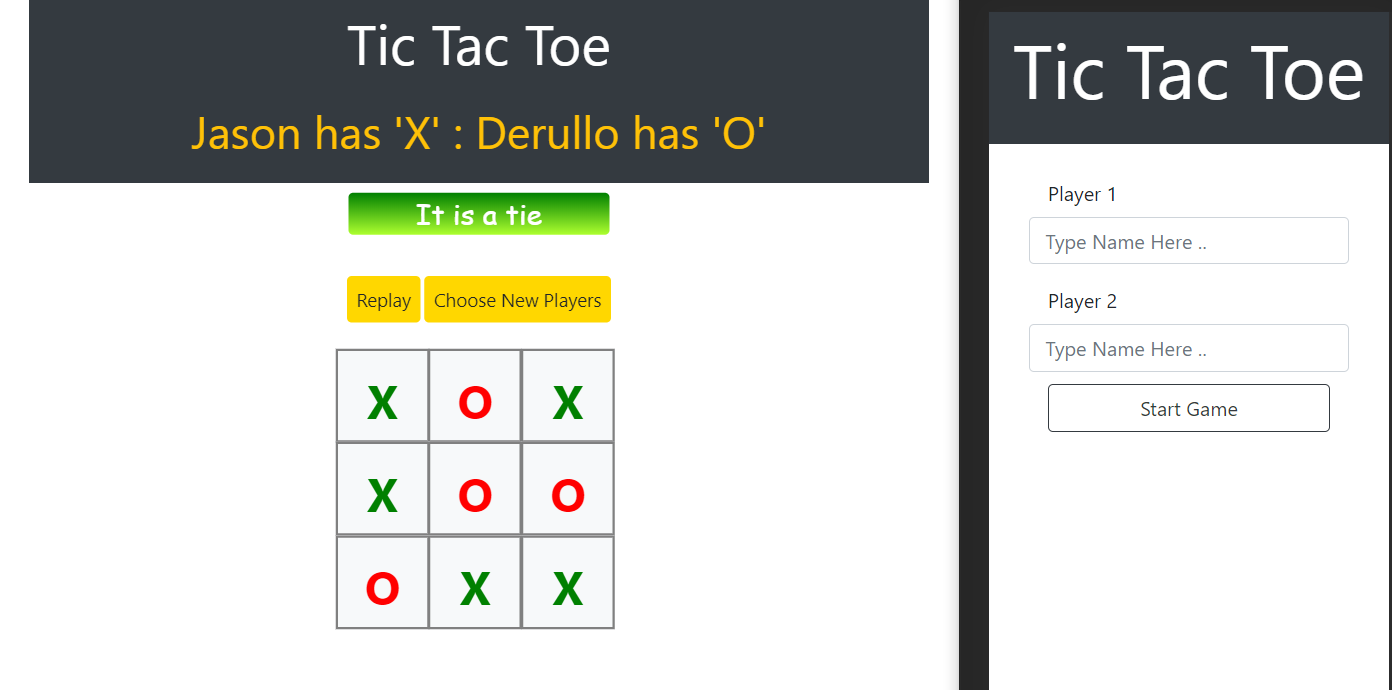 Tic Tac Toe
Jason has 'X' : Derullo has 'O'
It is a tie
Replay
Choose New Players
X O X
X O O
O X X
Tic Tac Toe
Player 1
Type Name Here ..
Player 2
Type Name Here ..
Start Game